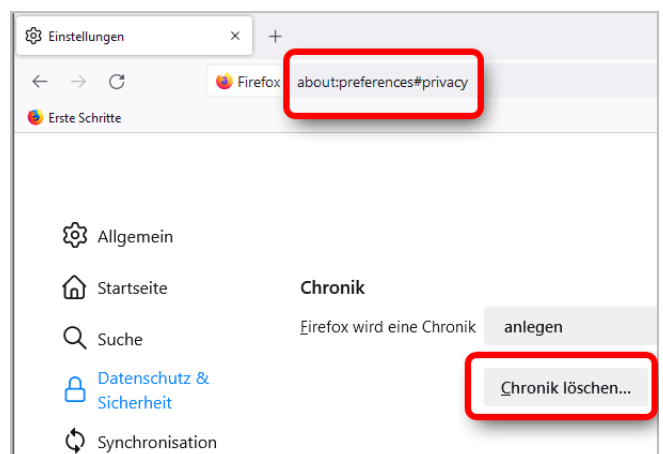 Einstellungen
Firefox about:preferences#privacy
Erste Schritte
Allgemein
Startseite
Chronik
Suche
Firefox wird eine Chronik anlegen
Datenschutz &
Sicherheit
Chronik löschen...
Synchronisation